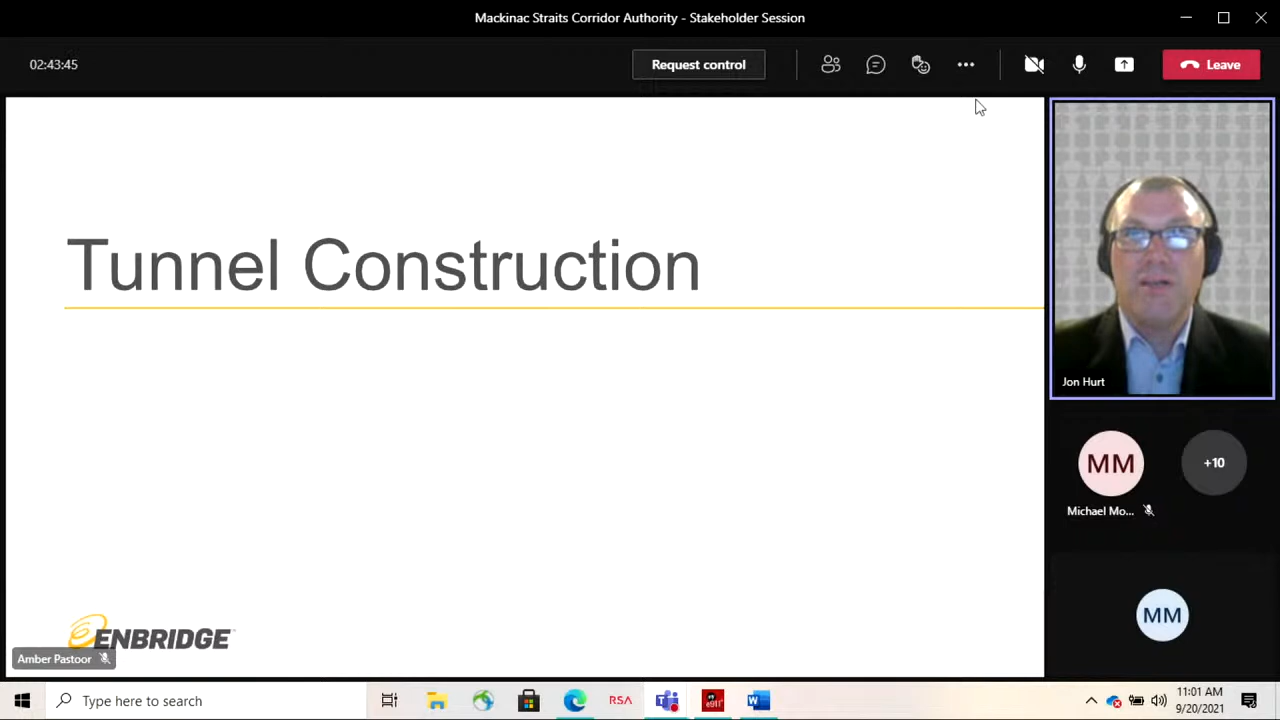 Mackinac Straits Corridor Authority - Stakeholder Session
02:43:45
Request control
Leave
Tunnel Construction
Jon Hurt
MM
+10
Michael Mo...
MM
ENBRIDGE
Amber Pastoor
Type here to search
RSA
e911
W
11:01 AM
9/20/2021